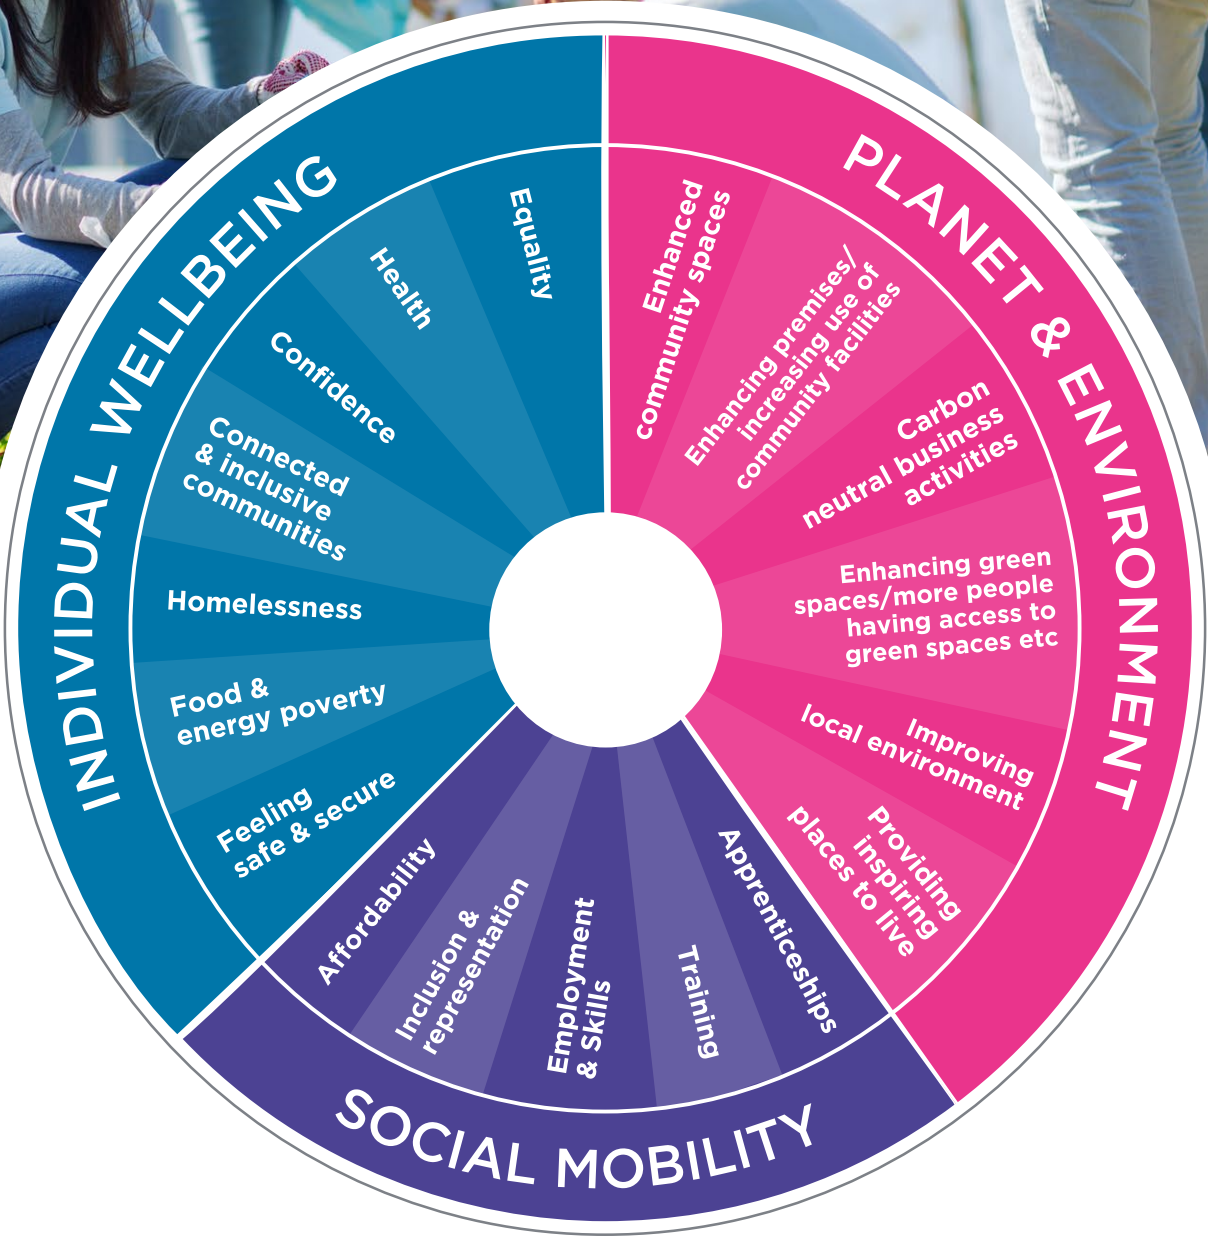 PLANET & ENVIRONMENT
Enhanced
community spaces
Enhancing premises/
increasing use of
community facilities
Carbon
neutral business
activities
Enhancing green
spaces/more people
having access to
green spaces etc
Improving
local environment
Providing
inspiring
places to live
SOCIAL MOBILITY
Apprenticeships
Training
Employment
& Skills
Inclusion &
representation
Affordability
INDIVIDUAL WELLBEING
Feeling
safe & secure
Food &
energy poverty
Homelessness
Connected
& inclusive
communities
Confidence
Health
Equality